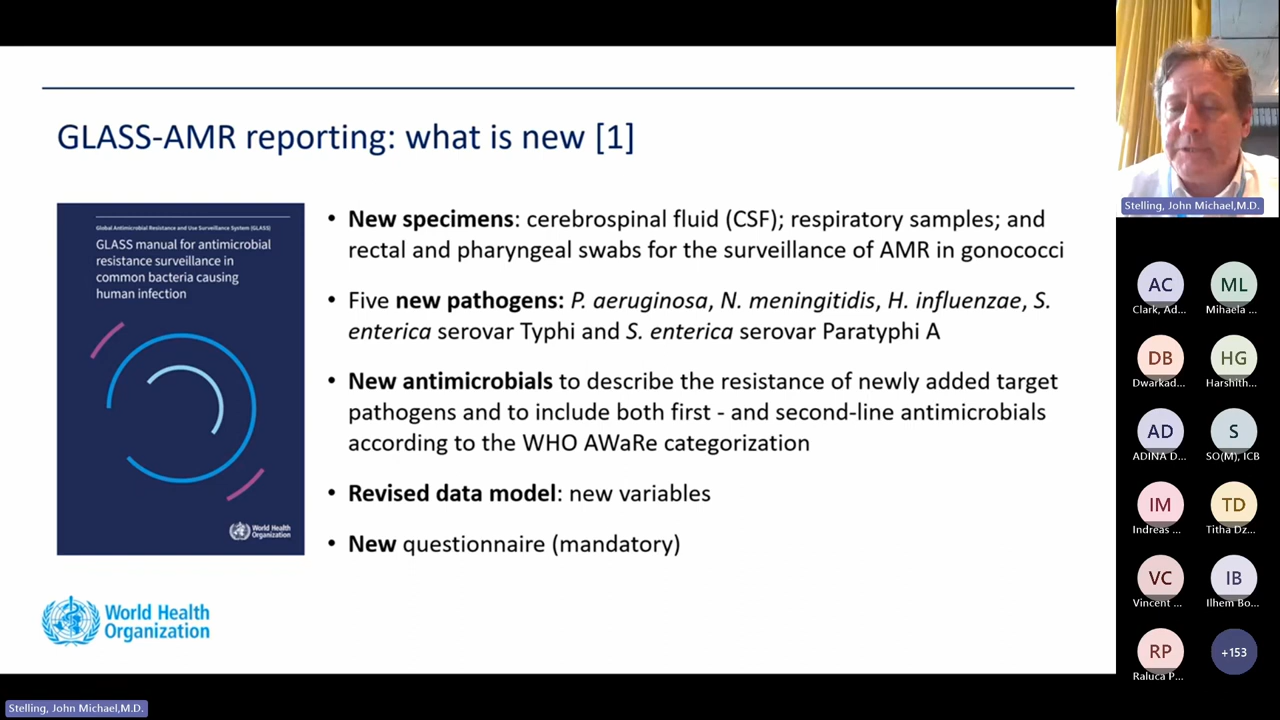 GLASS-AMR reporting: what is new [1]
Global Antimicrobial Resistance and Use Surveillance System (GLASS)
GLASS manual for antimicrobial
resistance surveillance in
common bacteria causing
human infection
World Health
Organization
• New specimens: cerebrospinal fluid (CSF); respiratory samples; and
rectal and pharyngeal swabs for the surveillance of AMR in gonococci
• Five new pathogens: P. aeruginosa, N. meningitidis, H. influenzae, S.
enterica serovar Typhi and S. enterica serovar Paratyphi A
• New antimicrobials to describe the resistance of newly added target
pathogens and to include both first - and second-line antimicrobials
according to the WHO AWaRe categorization
• Revised data model: new variables
• New questionnaire (mandatory)
World Health
Organization
Stelling, John Michael,M.D.
Stelling, John Michael,M.D.
AC
Clark, Ad...
ML
Mihaela ...
DB
Dwarkad...
HG
Harshith...
AD
ADINA D...
S
SO(M), ICB
IM
Indreas ...
TD
Titha Dz...
VC
Vincent ...
IB
Ilhem Bo...
RP
Raluca P...
+153